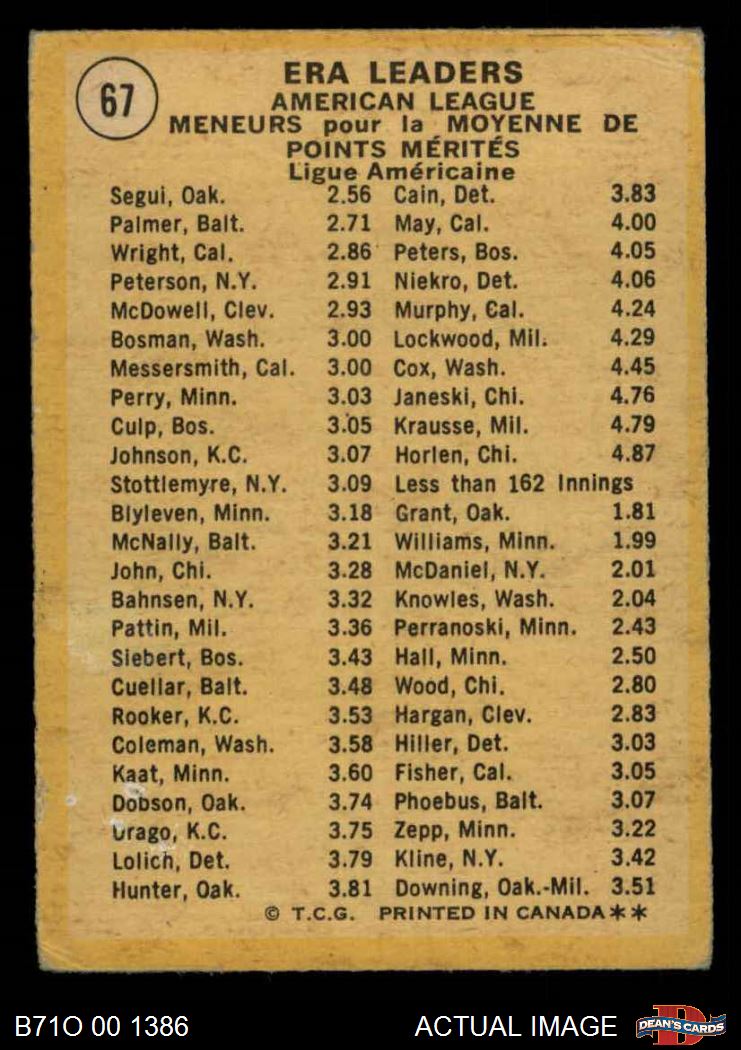 67
ERA LEADERS
AMERICAN LEAGUE
MENEURS pour la MOYENNE DE
POINTS MÉRITÉS
Ligue Américaine
Segui, Oak. 2.56 Cain, Det. 3.83
Palmer, Balt. 2.71 May, Cal. 4.00
Wright, Cal. 2.86 Peters, Bos. 4.05
Peterson, N.Y. 2.91 Niekro, Det. 4.06
McDowell, Clev. 2.93 Murphy, Cal. 4.24
Bosman, Wash. 3.00 Lockwood, Mil. 4.29
Messersmith, Cal. 3.00 Cox, Wash. 4.45
Perry, Minn. 3.03 Janeski, Chi. 4.76
Culp, Bos. 3.05 Krausse, Mil. 4.79
Johnson, K.C. 3.07 Horlen, Chi. 4.87
Stottlemyre, N.Y. 3.09 Less than 162 Innings
Blyleven, Minn. 3.18 Grant, Oak. 1.81
McNally, Balt. 3.21 Williams, Minn. 1.99
John, Chi. 3.28 McDaniel, N.Y. 2.01
Bahnsen, N.Y. 3.32 Knowles, Wash. 2.04
Pattin, Mil. 3.36 Perranoski, Minn. 2.43
Siebert, Bos. 3.43 Hall, Minn. 2.50
Cuellar, Balt. 3.48 Wood, Chi. 2.80
Rooker, K.C. 3.53 Hargan, Clev. 2.83
Coleman, Wash. 3.58 Hiller, Det. 3.03
Kaat, Minn. 3.60 Fisher, Cal. 3.05
Dobson, Oak. 3.74 Phoebus, Balt. 3.07
Drago, K.C. 3.75 Zepp, Minn. 3.22
Lolich, Det. 3.79 Kline, N.Y. 3.42
Hunter, Oak. 3.81 Downing, Oak.-Mil. 3.51
© T.C.G. PRINTED IN CANADA**
B71O 00 1386 ACTUAL IMAGE DEAN'S CARDS